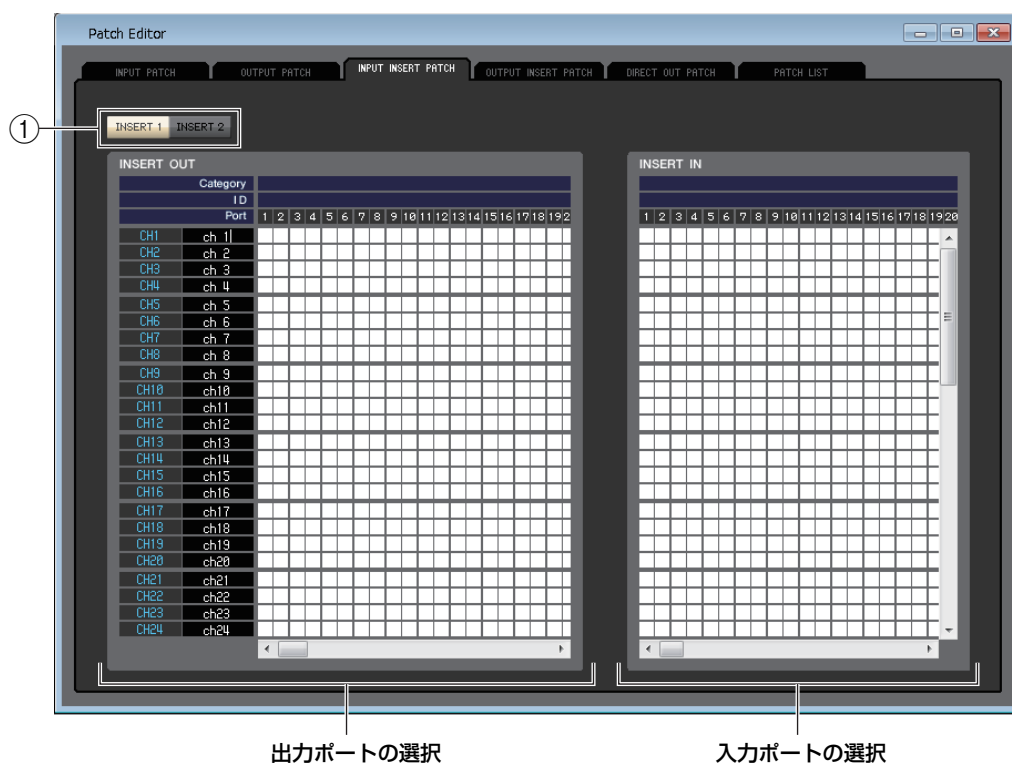 Patch Editor
INPUT PATCH OUTPUT PATCH INPUT INSERT PATCH OUTPUT INSERT PATCH DIRECT OUT PATCH PATCH LIST
①
INSERT 1 INSERT 2
INSERT OUT INSERT IN
Category
ID
Port 1 2 3 4 5 6 7 8 9 10 11 12 13 14 15 16 17 18 19 2 1 2 3 4 5 6 7 8 9 10 11 12 13 14 15 16 17 18 19 20
CH1 ch 1
CH2 ch 2
CH3 ch 3
CH4 ch 4
CH5 ch 5
CH6 ch 6
CH7 ch 7
CH8 ch 8
CH9 ch 9
CH10 ch10
CH11 ch11
CH12 ch12
CH13 ch13
CH14 ch14
CH15 ch15
CH16 ch16
CH17 ch17
CH18 ch18
CH19 ch19
CH20 ch20
CH21 ch21
CH22 ch22
CH23 ch23
CH24 ch24
出力ポートの選択 入力ポートの選択